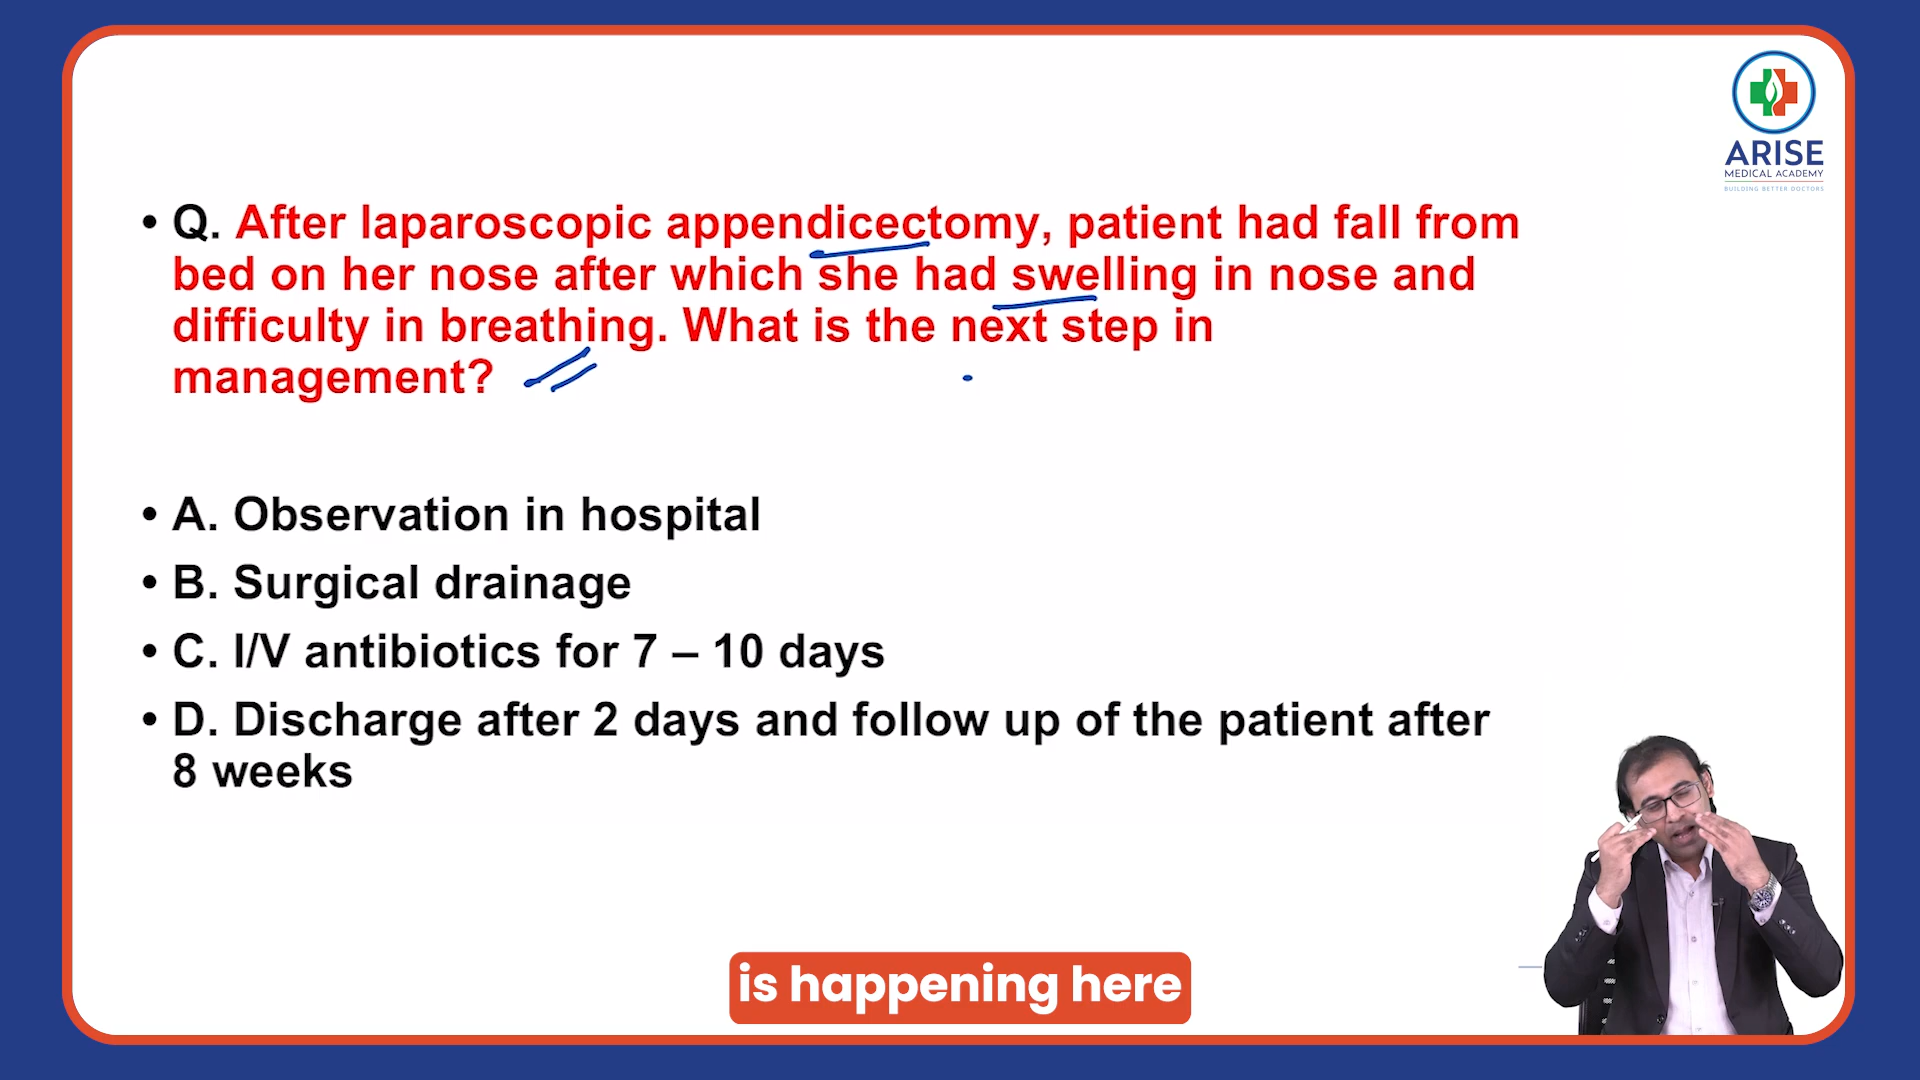 ARISE
MEDICAL ACADEMY
BUILDING BETTER DOCTORS
• Q. After laparoscopic appendicectomy, patient had fall from
bed on her nose after which she had swelling in nose and
difficulty in breathing. What is the next step in
management?
• A. Observation in hospital
• B. Surgical drainage
• C. I/V antibiotics for 7 – 10 days
• D. Discharge after 2 days and follow up of the patient after
8 weeks
is happening here